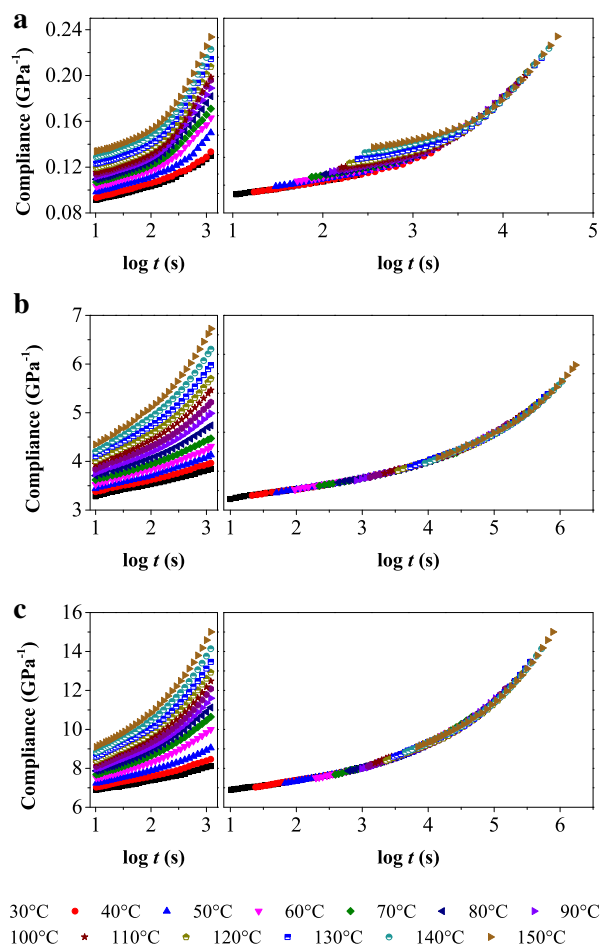 a
0.24
0.20
0.16
0.12
0.08
Compliance (GPa-1)
1 2 3
1 2 3 4 5
log t (s)
log t (s)
b
7
6
5
4
3
Compliance (GPa-1)
1 2 3
1 2 3 4 5 6
log t (s)
log t (s)
c
16
14
12
10
8
6
Compliance (GPa-1)
1 2 3
1 2 3 4 5 6
log t (s)
log t (s)
30°C 40°C 50°C 60°C 70°C 80°C 90°C
100°C 110°C 120°C 130°C 140°C 150°C